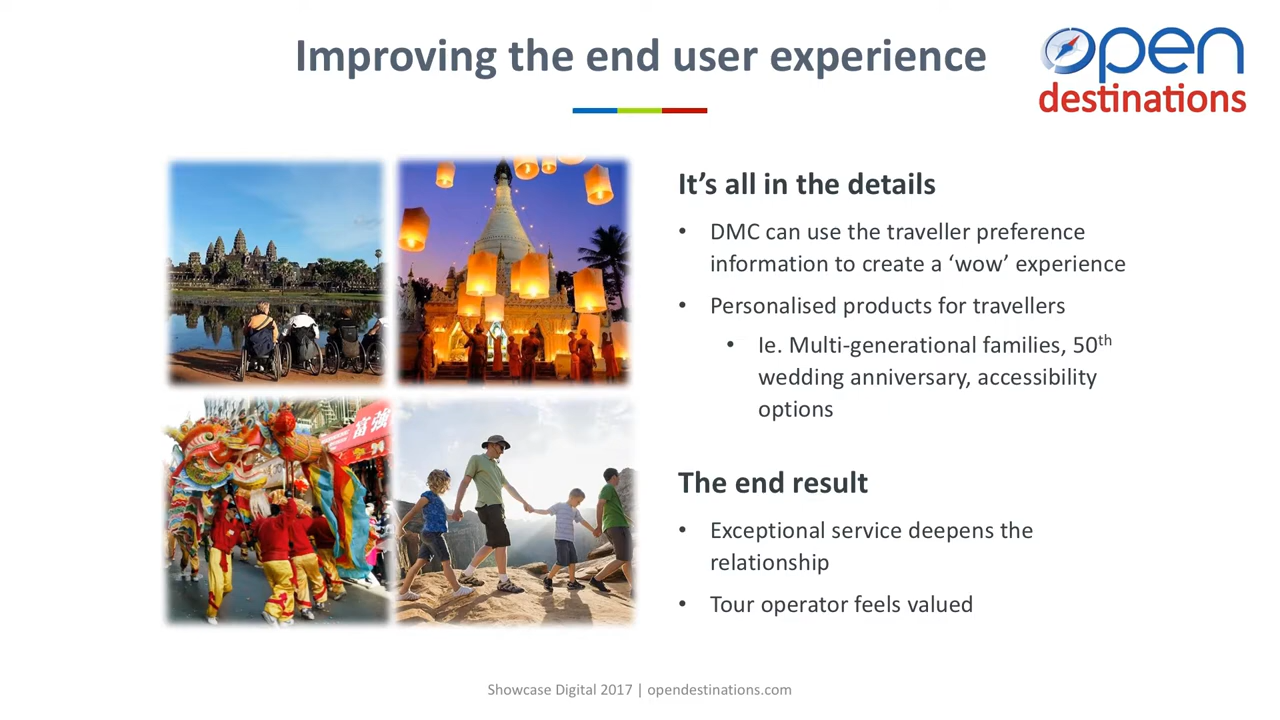 Improving the end user experience
open
destinations
It’s all in the details
• DMC can use the traveller preference
information to create a ‘wow’ experience
• Personalised products for travellers
• Ie. Multi-generational families, 50th
wedding anniversary, accessibility
options
The end result
• Exceptional service deepens the
relationship
• Tour operator feels valued
富強
Showcase Digital 2017 | opendestinations.com